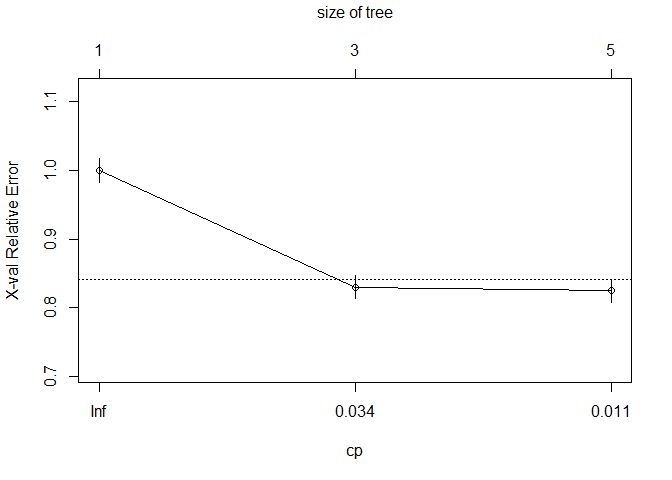 size of tree
1 3 5
X-val Relative Error
1.1
1.0
0.9
0.8
0.7
Inf 0.034 0.011
cp